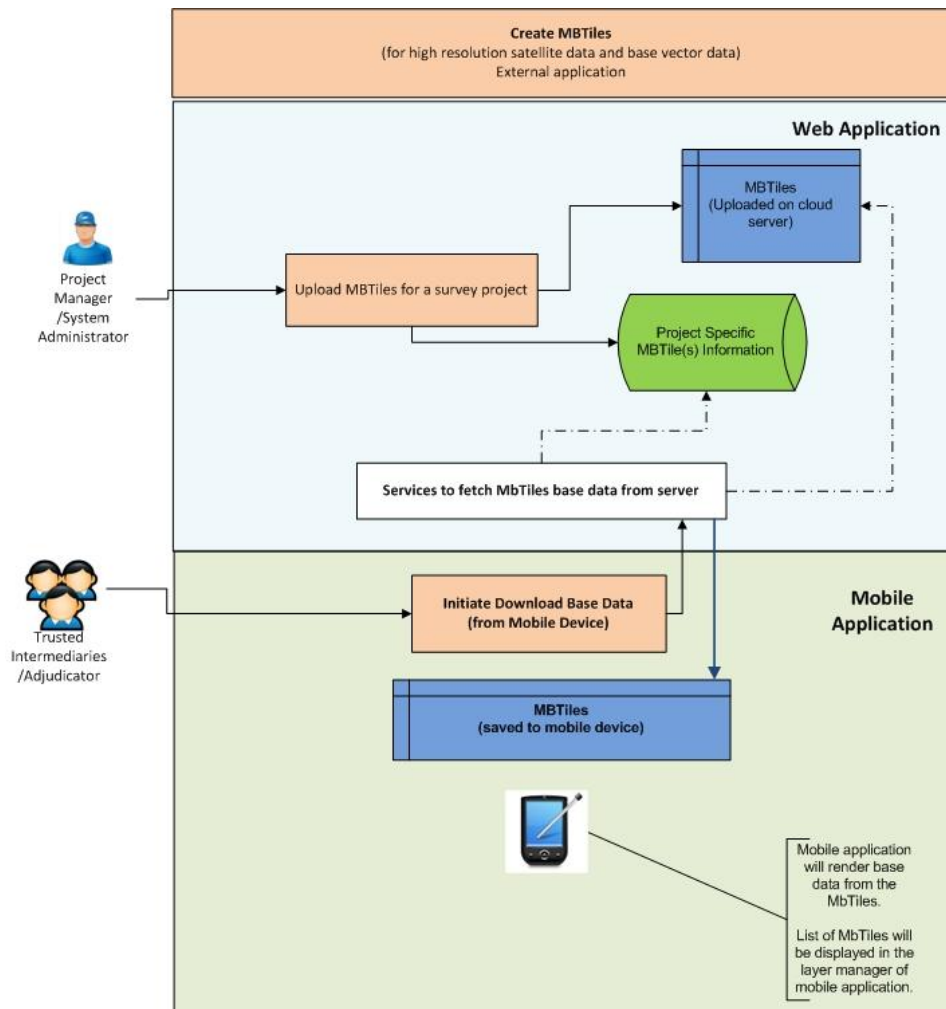 Create MBTiles
(for high resolution satellite data and base vector data)
External application
Web Application
MBTiles
(Uploaded on cloud
server)
Project
Manager
/System
Administrator
Upload MBTiles for a survey project
Project Specific
MBTile(s) Information
Services to fetch MbTiles base data from server
Trusted
Intermediaries
/Adjudicator
Initiate Download Base Data
(from Mobile Device)
Mobile
Application
MBTiles
(saved to mobile device)
Mobile application
will render base
data from the
MbTiles.
List of MbTiles will
be displayed in the
layer manager of
mobile application.